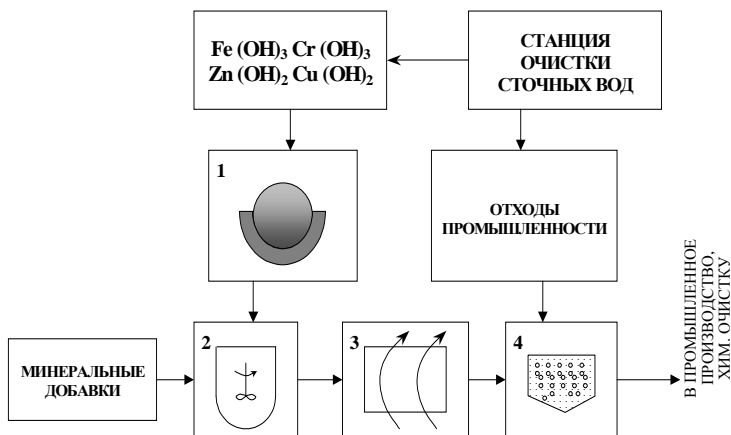 Fe (OH)₃ Cr (OH)₃
Zn (OH)₂ Cu (OH)₂
СТАНЦИЯ
ОЧИСТКИ
СТОЧНЫХ ВОД
1
ОТХОДЫ
ПРОМЫШЛЕННОСТИ
МИНЕРАЛЬНЫЕ
ДОБАВКИ
2
3
4
В ПРОМЫШЛЕННОЕ
ПРОИЗВОДСТВО,
ХИМ. ОЧИСТКУ